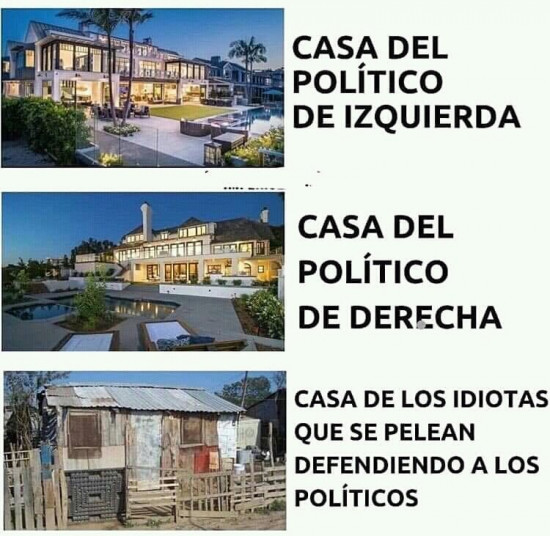 CASA DEL
POLÍTICO
DE IZQUIERDA
CASA DEL
POLÍTICO
DE DERECHA
CASA DE LOS IDIOTAS
QUE SE PELEAN
DEFENDIENDO A LOS
POLÍTICOS